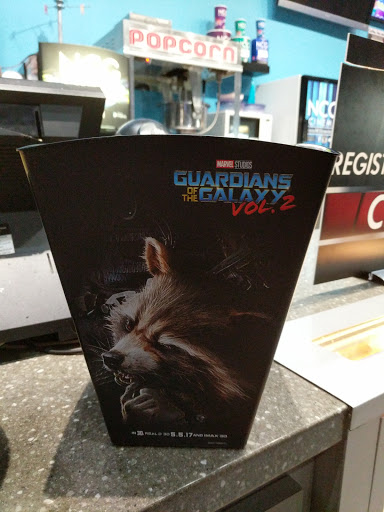 POPCORN
MARVEL STUDIOS
GUARDIANS
OF THE GALAXY
VOL. 2
REGIST
C
IN 3D, REAL D 3D 5.5.17 AND IMAX 3D